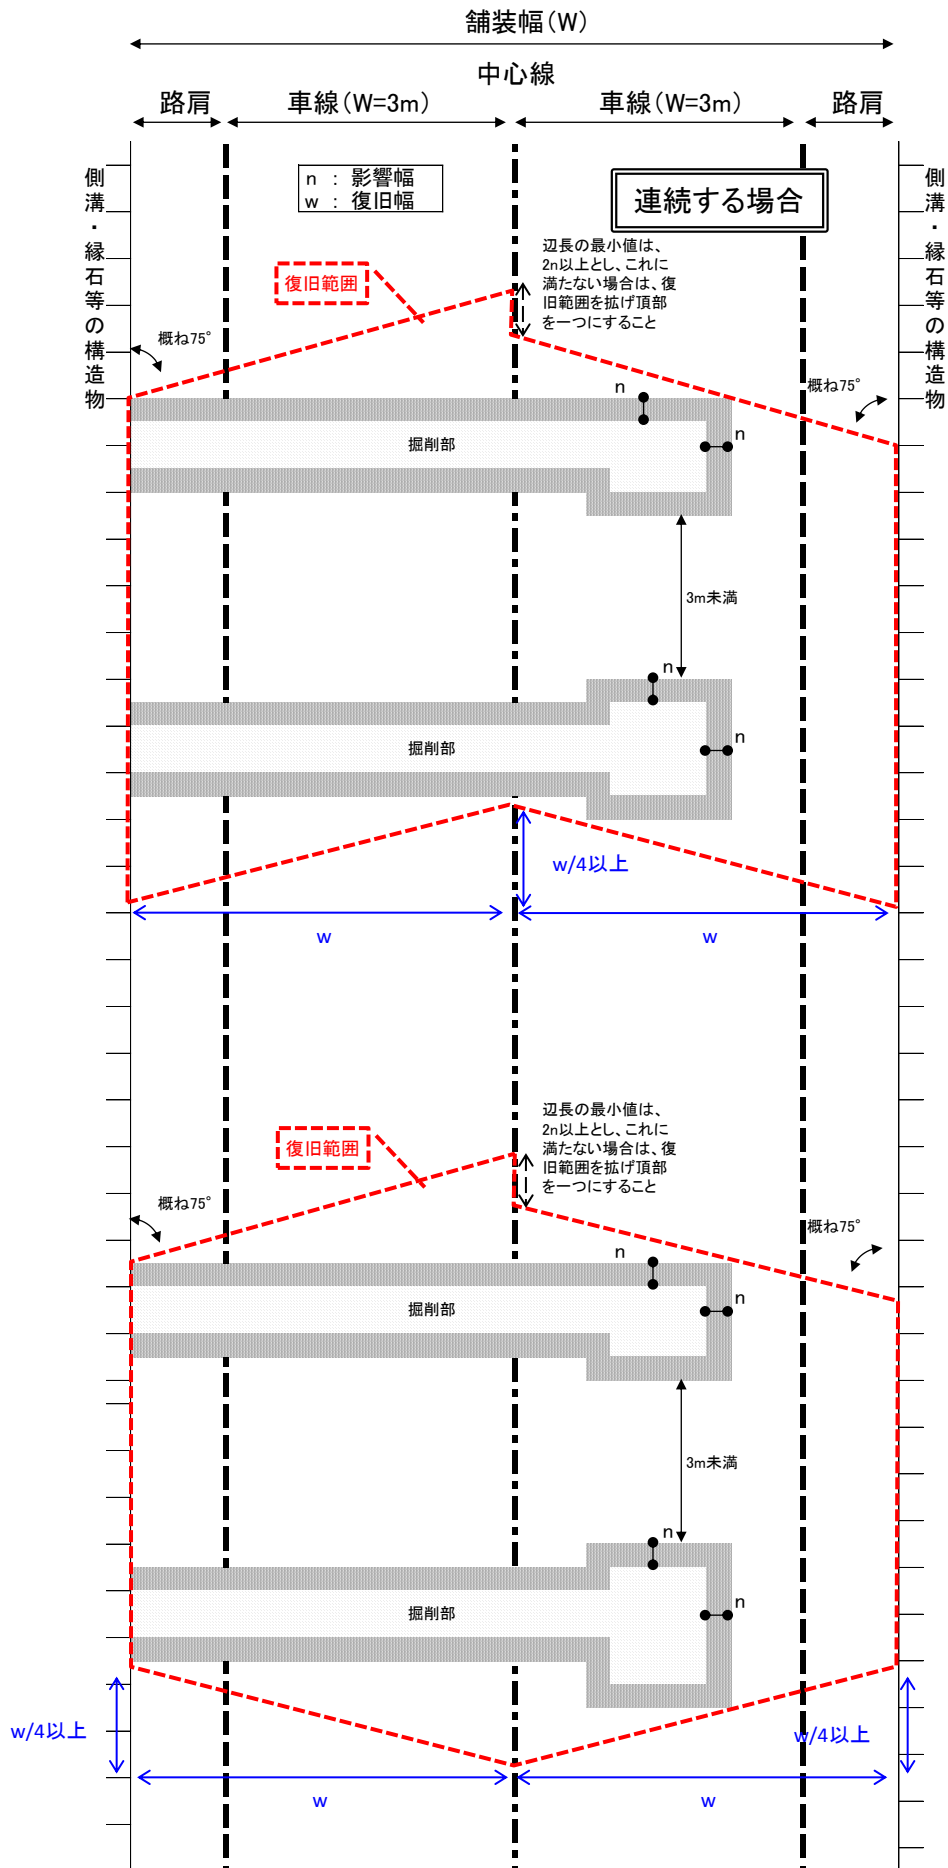 舗装幅(W)
中心線
路肩
車線(W=3m)
車線(W=3m)
路肩
側溝・縁石等の構造物
n : 影響幅
w : 復旧幅
連続する場合
側溝・縁石等の構造物
辺長の最小値は、
2n以上とし、これに
満たない場合は、復
旧範囲を拡げ頂部
を一つにすること
復旧範囲
概ね75°
概ね75°
n
n
掘削部
3m未満
n
n
掘削部
w/4以上
w
w
辺長の最小値は、
2n以上とし、これに
満たない場合は、復
旧範囲を拡げ頂部
を一つにすること
復旧範囲
概ね75°
概ね75°
n
n
掘削部
3m未満
n
n
掘削部
w/4以上
w/4以上
w
w